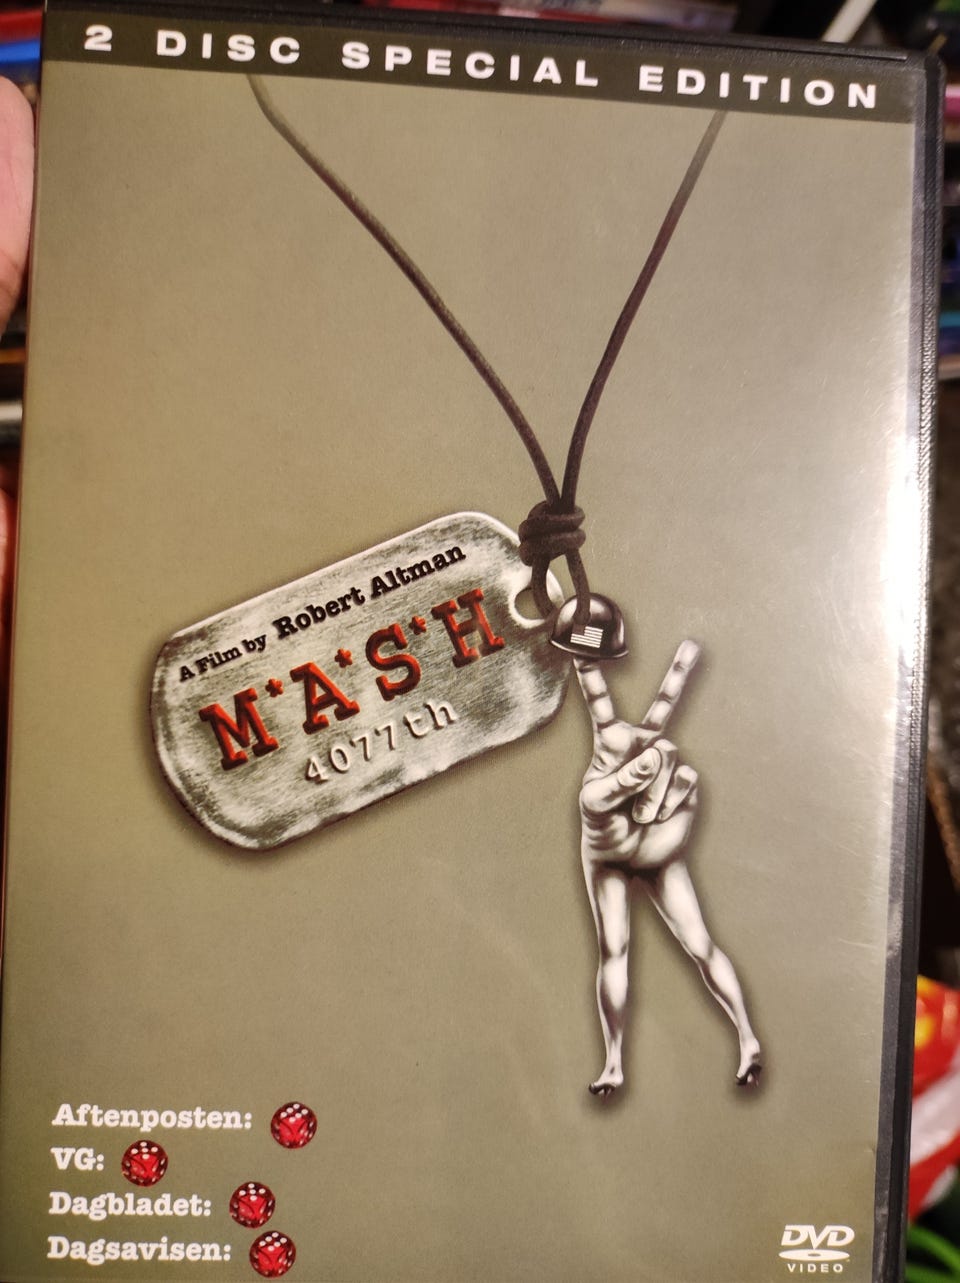 2 DISC SPECIAL EDITION
A Film by Robert Altman
M*A*S*H
4077th
Aftenposten:
VG:
Dagbladet:
Dagsavisen:
DVD
VIDEO